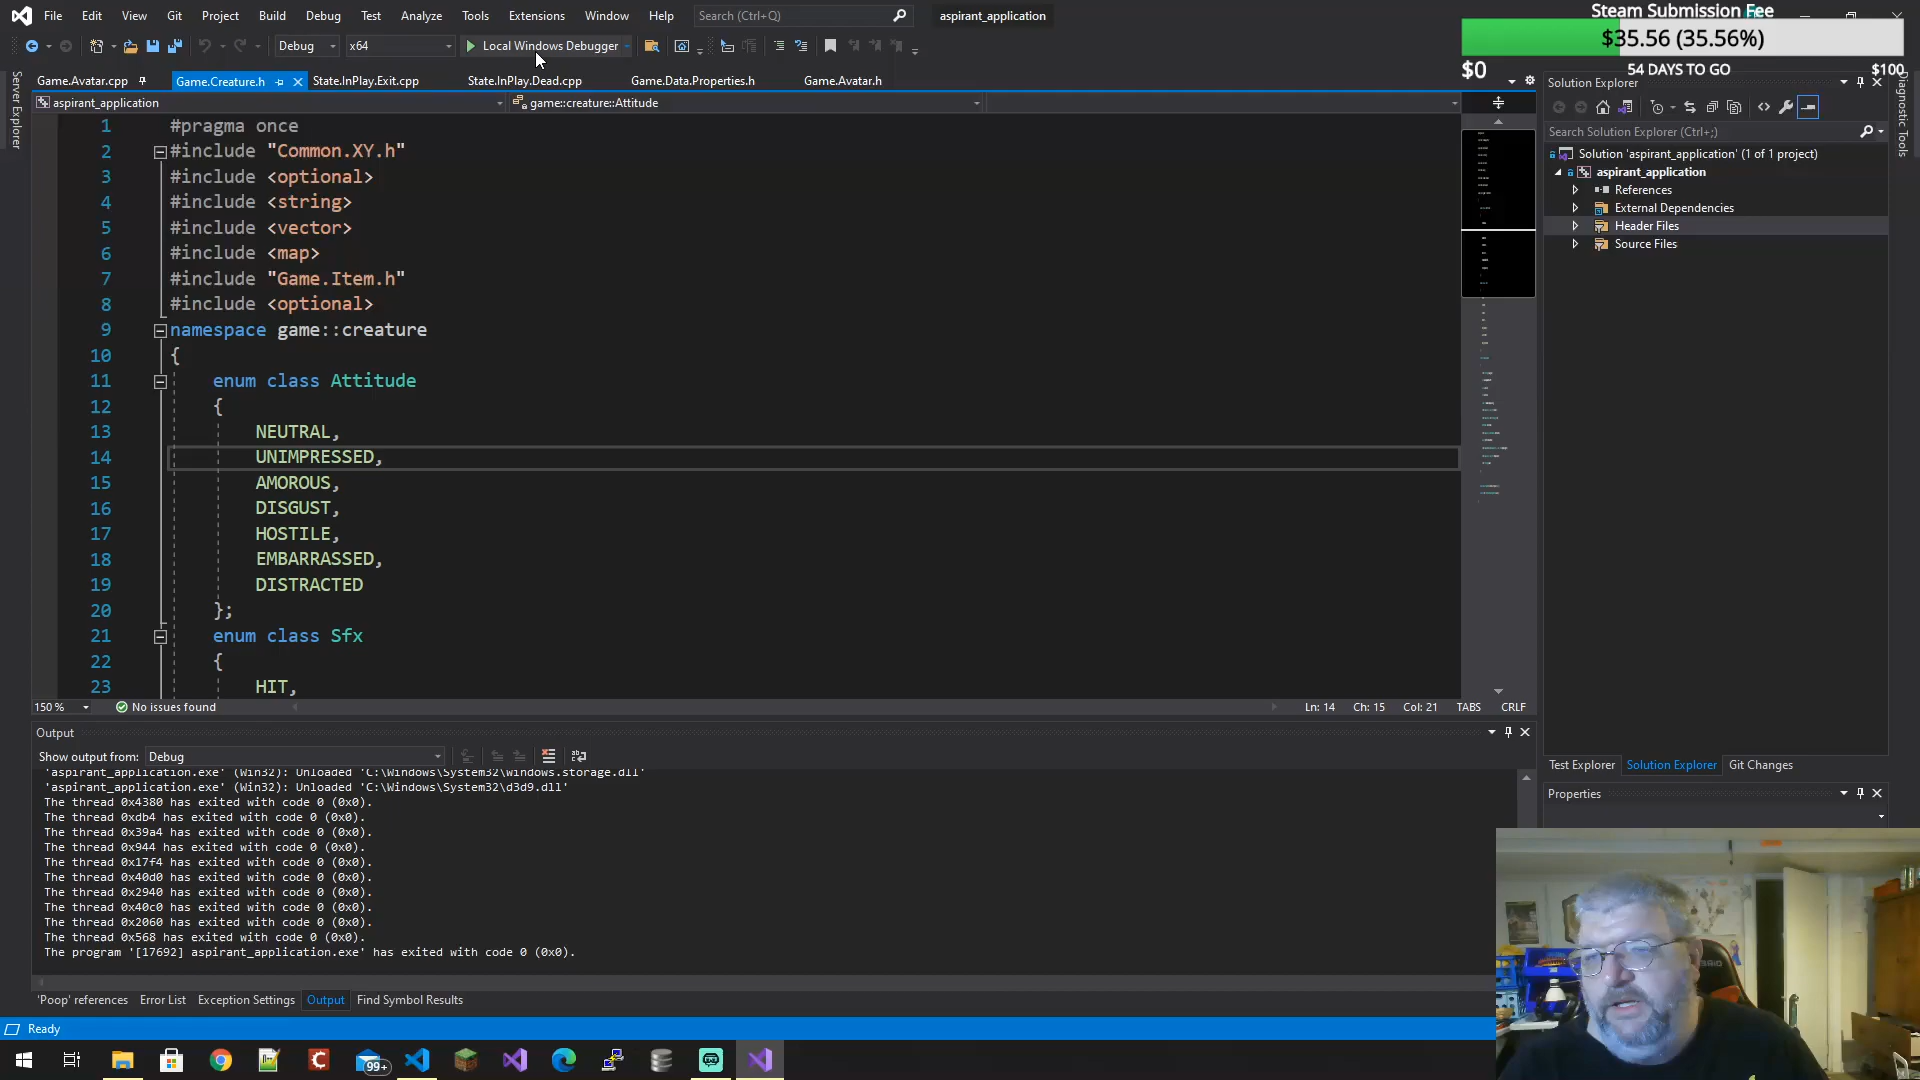 File Edit View Git Project Build Debug Test Analyze Tools Extensions Window Help Search (Ctrl+Q) aspirant_application
Steam Submission Fee
$35.56 (35.56%)
$0 54 DAYS TO GO $100
Debug x64 Local Windows Debugger
Server Explorer
Diagnostic Tools
Game.Avatar.cpp Game.Creature.h State.InPlay.Exit.cpp State.InPlay.Dead.cpp Game.Data.Properties.h Game.Avatar.h
aspirant_application game::creature::Attitude
1 #pragma once
2 #include "Common.XY.h"
3 #include <optional>
4 #include <string>
5 #include <vector>
6 #include <map>
7 #include "Game.Item.h"
8 #include <optional>
9 namespace game::creature
10 {
11 enum class Attitude
12 {
13 NEUTRAL,
14 UNIMPRESSED,
15 AMOROUS,
16 DISGUST,
17 HOSTILE,
18 EMBARRASSED,
19 DISTRACTED
20 };
21 enum class Sfx
22 {
23 HIT,
150 % No issues found Ln: 14 Ch: 15 Col: 21 TABS CRLF
Output
Show output from: Debug
'aspirant_application.exe' (Win32): Unloaded 'C:\Windows\System32\windows.storage.dll'
'aspirant_application.exe' (Win32): Unloaded 'C:\Windows\System32\d3d9.dll'
The thread 0x4380 has exited with code 0 (0x0).
The thread 0xdb4 has exited with code 0 (0x0).
The thread 0x39a4 has exited with code 0 (0x0).
The thread 0x944 has exited with code 0 (0x0).
The thread 0x17f4 has exited with code 0 (0x0).
The thread 0x40d0 has exited with code 0 (0x0).
The thread 0x2940 has exited with code 0 (0x0).
The thread 0x40c0 has exited with code 0 (0x0).
The thread 0x2060 has exited with code 0 (0x0).
The thread 0x568 has exited with code 0 (0x0).
The program '[17692] aspirant_application.exe' has exited with code 0 (0x0).
'Poop' references Error List Exception Settings Output Find Symbol Results
Ready
Solution Explorer
Search Solution Explorer (Ctrl+;)
Solution 'aspirant_application' (1 of 1 project)
aspirant_application
References
External Dependencies
Header Files
Source Files
Test Explorer Solution Explorer Git Changes
Properties
99+